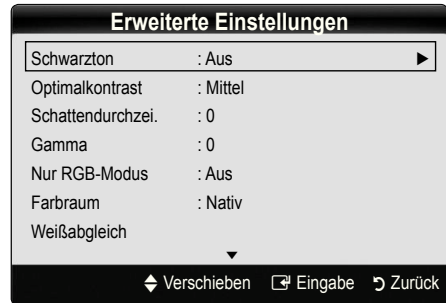 Erweiterte Einstellungen
Schwarzton : Aus
Optimalkontrast : Mittel
Schattendurchzei. : 0
Gamma : 0
Nur RGB-Modus : Aus
Farbraum : Nativ
Weißabgleich
Verschieben Eingabe Zurück